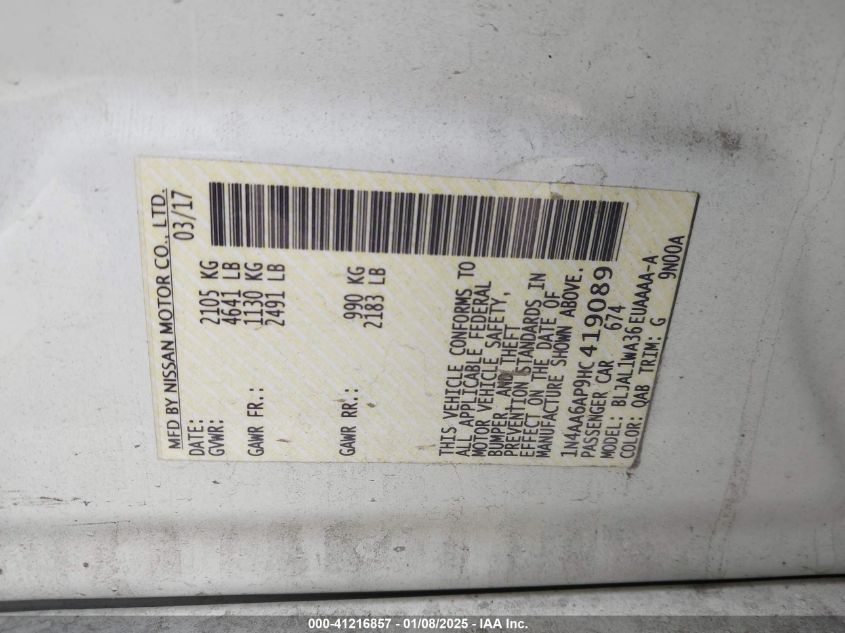 MFD BY NISSAN MOTOR CO., LTD.
DATE: 03/17
GVWR: 2105 KG
4641 LB
GAWR FR.: 1130 KG
2491 LB
GAWR RR.: 990 KG
2183 LB
THIS VEHICLE CONFORMS TO
ALL APPLICABLE FEDERAL
MOTOR VEHICLE SAFETY,
BUMPER, AND THEFT
PREVENTION STANDARDS IN
EFFECT ON THE DATE OF
MANUFACTURE SHOWN ABOVE.
1N4AA6AP9HC419089
PASSENGER CAR 674
MODEL: BLJAL1WA36EUAAAA-A
COLOR: QAB TRIM: G 9N00A
000-41216857 - 01/08/2025 - IAA Inc.